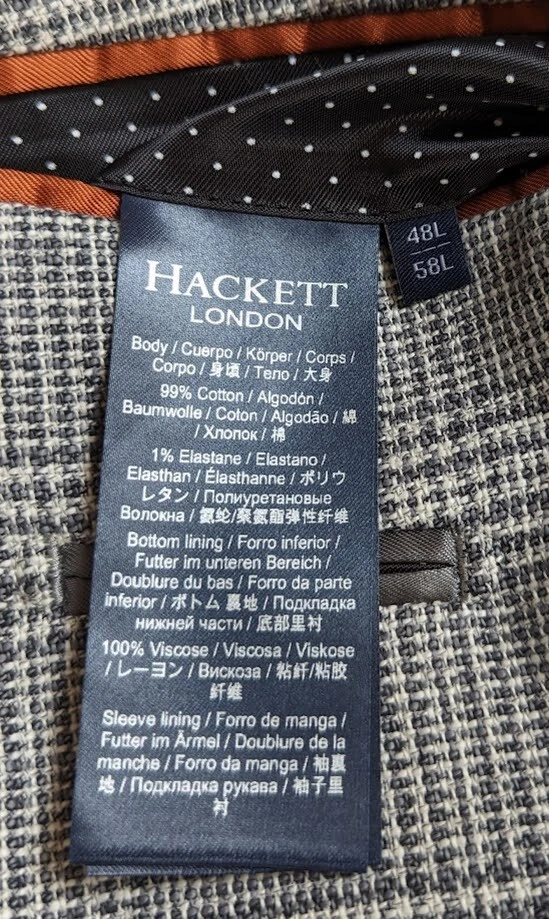 HACKETT
LONDON
Body / Cuerpo / Körper / Corps /
Corpo / 身頃 / Тело / 大身
99% Cotton / Algodón /
Baumwolle / Coton / Algodão / 綿
/ Хлопок / 棉
1% Elastane / Elastano /
Elasthan / Élasthanne / ポリウ
レタン / Полиуретановые
Волокна / 氨纶/聚氨酯弹性纤维
Bottom lining / Forro inferior /
Futter im unteren Bereich /
Doublure du bas / Forro da parte
inferior / ボトム 裏地 / Подкладка
нижней части / 底部里衬
100% Viscose / Viscosa / Viskose
/ レーヨン / Вискоза / 粘纤/粘胶
纤维
Sleeve lining / Forro de manga /
Futter im Ärmel / Doublure de la
manche / Forro da manga / 袖裏
地 / Подкладка рукава / 袖子里
衬
48L
58L